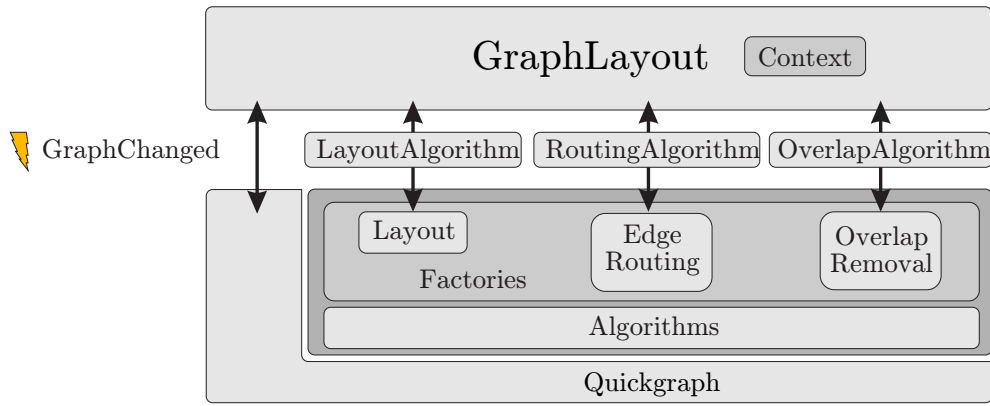 GraphLayout
Context
GraphChanged
LayoutAlgorithm
RoutingAlgorithm
OverlapAlgorithm
Layout
Edge
Routing
Overlap
Removal
Factories
Algorithms
Quickgraph